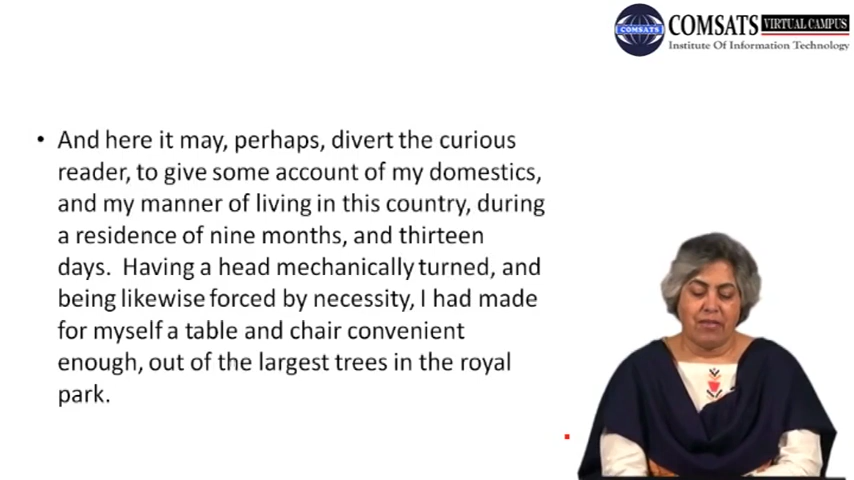 COMSATS VIRTUAL CAMPUS
COMSATS
Institute Of Information Technology
• And here it may, perhaps, divert the curious
reader, to give some account of my domestics,
and my manner of living in this country, during
a residence of nine months, and thirteen
days.  Having a head mechanically turned, and
being likewise forced by necessity, I had made
for myself a table and chair convenient
enough, out of the largest trees in the royal
park.